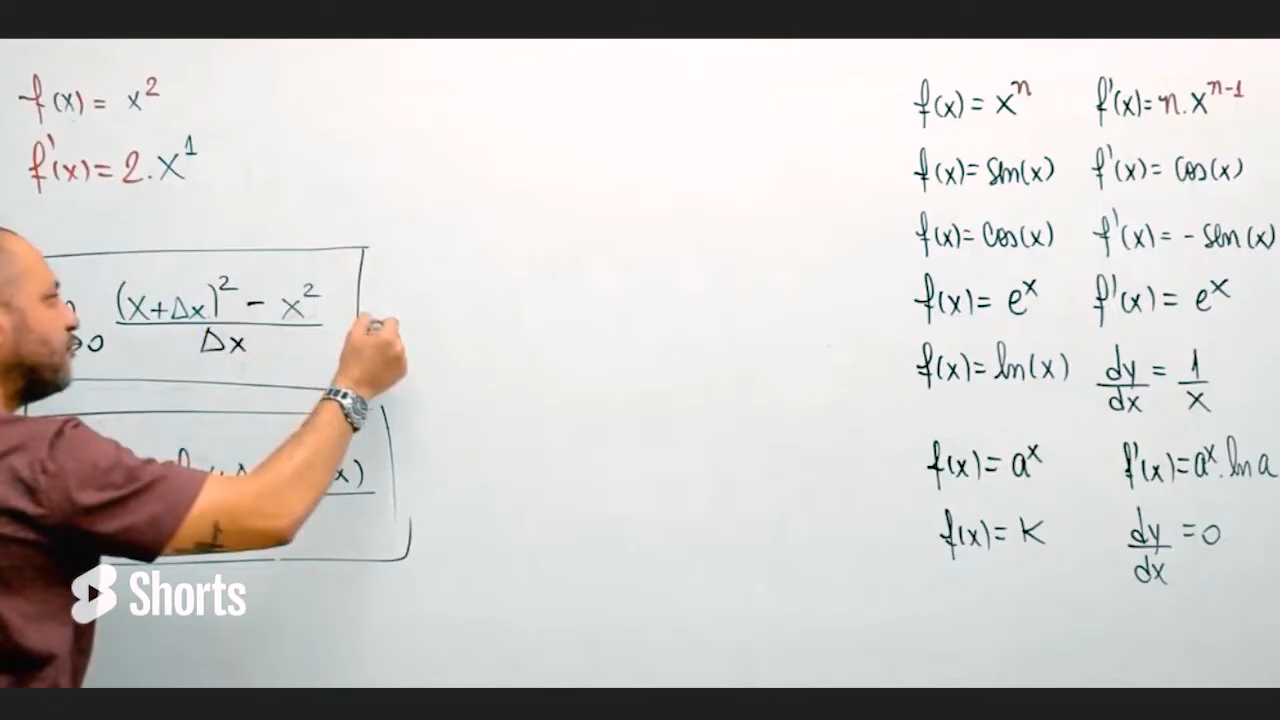 f(x) = x²
f'(x) = 2.x¹
(x+Δx)² - x²
Δx
x)
f(x) = xⁿ f'(x) = n.xⁿ⁻¹
f(x) = sen(x) f'(x) = cos(x)
f(x) = cos(x) f'(x) = - sen(x)
f(x) = eˣ f'(x) = eˣ
f(x) = ln(x) dy/dx = 1/x
f(x) = aˣ f'(x) = aˣ.ln a
f(x) = K dy/dx = 0
Shorts